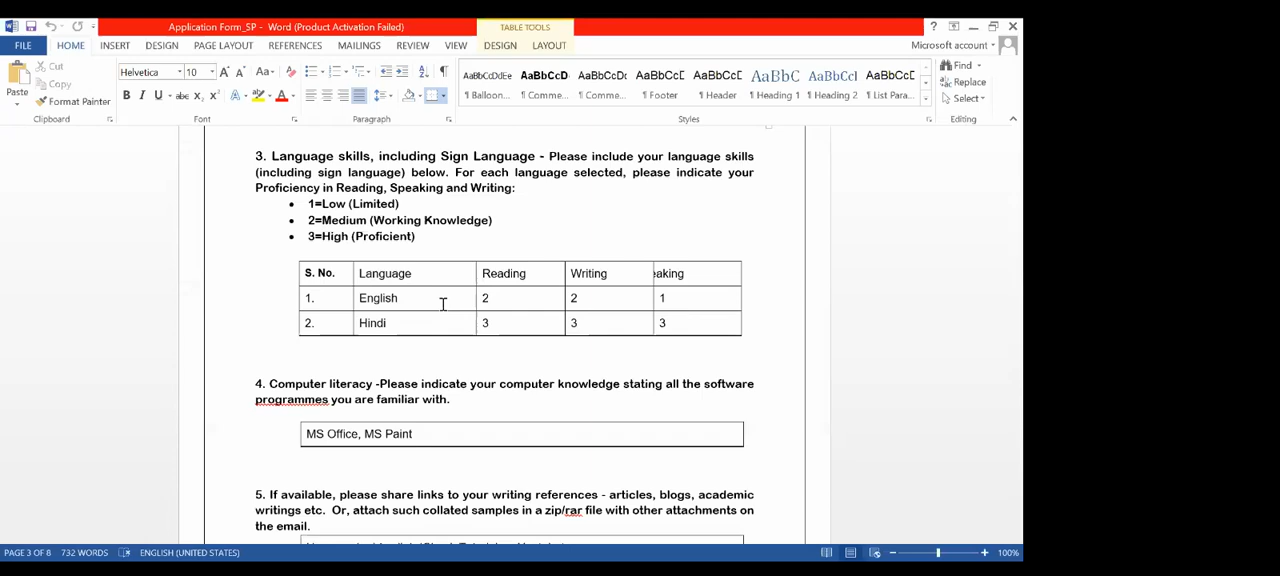 Application Form_SP - Word (Product Activation Failed)
TABLE TOOLS
FILE HOME INSERT DESIGN PAGE LAYOUT REFERENCES MAILINGS REVIEW VIEW DESIGN LAYOUT Microsoft account
Paste Cut Copy Format Painter
Helvetica 10
AaBbCcDdEe AaBbCcD AaBbCcDc AaBbCcD AaBbCcD AaBbC AaBbCcI AaBbCcD
¶ Balloon... ¶ Comme... ¶ Comme... ¶ Footer ¶ Header ¶ Heading 1 ¶ Heading 2 ¶ List Para...
Find Replace Select
Clipboard Font Paragraph Styles Editing
3. Language skills, including Sign Language - Please include your language skills
(including sign language) below. For each language selected, please indicate your
Proficiency in Reading, Speaking and Writing:
• 1=Low (Limited)
• 2=Medium (Working Knowledge)
• 3=High (Proficient)
S. No. Language Reading Writing eaking
1. English 2 2 1
2. Hindi 3 3 3
4. Computer literacy -Please indicate your computer knowledge stating all the software
programmes you are familiar with.
MS Office, MS Paint
5. If available, please share links to your writing references - articles, blogs, academic
writings etc. Or, attach such collated samples in a zip/rar file with other attachments on
the email.
PAGE 3 OF 8 732 WORDS ENGLISH (UNITED STATES) 100%